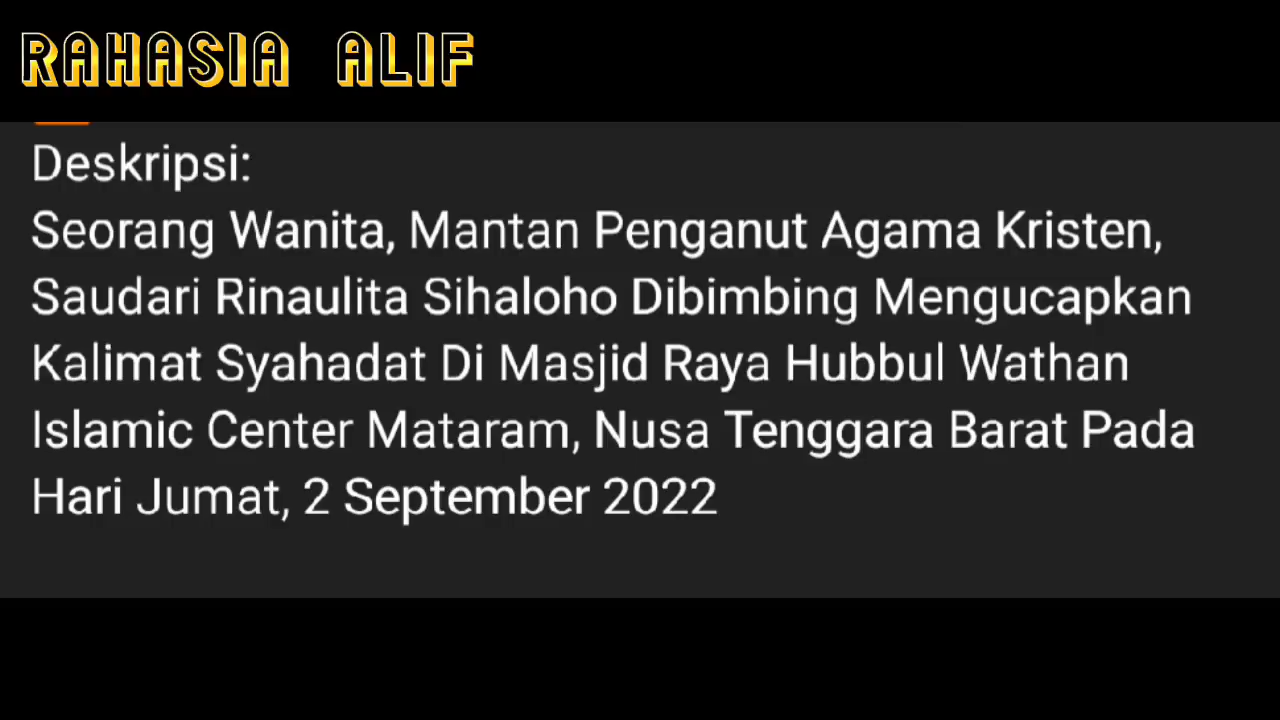 RAHASIA ALIF
Deskripsi:
Seorang Wanita, Mantan Penganut Agama Kristen,
Saudari Rinaulita Sihaloho Dibimbing Mengucapkan
Kalimat Syahadat Di Masjid Raya Hubbul Wathan
Islamic Center Mataram, Nusa Tenggara Barat Pada
Hari Jumat, 2 September 2022